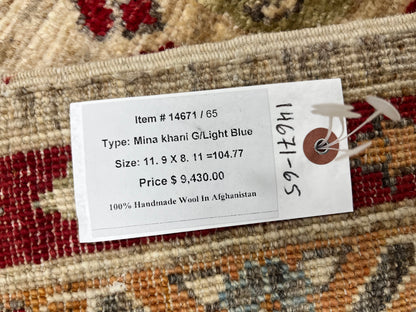 Item # 14671 / 65
Type: Mina khani G/Light Blue
Size: 11. 9 X 8. 11 =104.77
Price $ 9,430.00
100% Handmade Wool In Afghanistan
14671-65